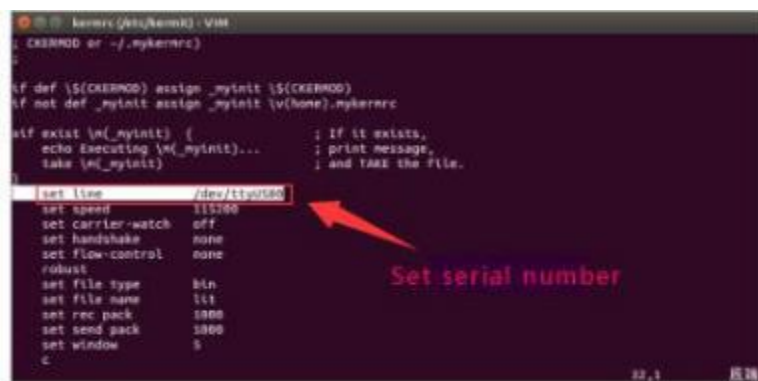 kermrc (/etc/kermit) - VIM
; CKERMOD or ~/.mykermrc)
;
if def \$(CKERMOD) assign _myinit \$(CKERMOD)
if not def _myinit assign _myinit \v(home).mykermrc
xif exist \m(_myinit) { ; If it exists,
echo Executing \m(_myinit)... ; print message,
take \m(_myinit) ; and TAKE the file.
}
set line /dev/ttyUSB0
set speed 115200
set carrier-watch off
set handshake none
set flow-control none
robust
set file type bin
set file name lit
set rec pack 1000
set send pack 1000
set window 5
c
Set serial number
32,1 底端